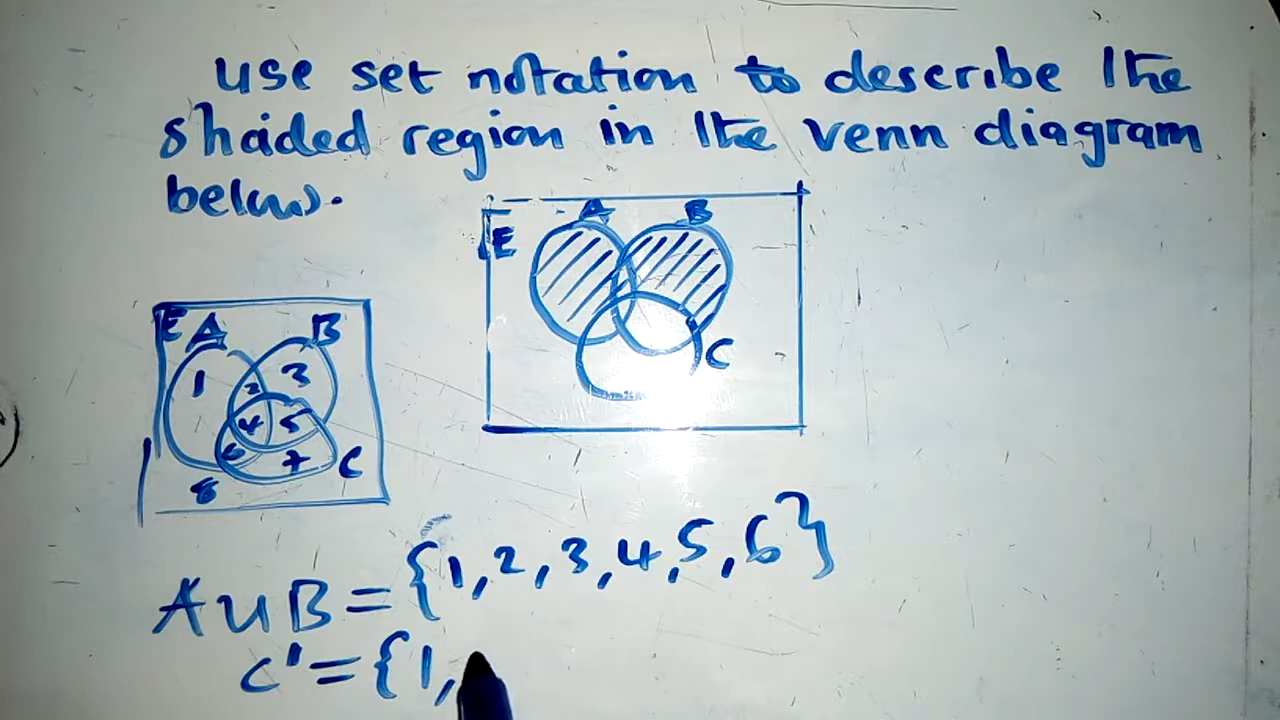 use set notation to describe the
shaded region in the venn diagram
below.
A B
E
C
E A B
1 2 3
4 5
6 7 C
8
A U B = {1, 2, 3, 4, 5, 6}
C' = {1,